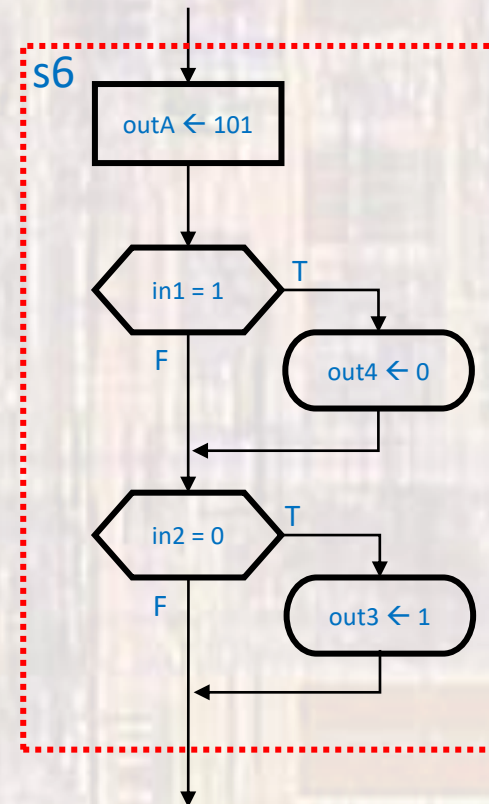 s6
outA ← 101
in1 = 1
T
F
out4 ← 0
in2 = 0
T
F
out3 ← 1